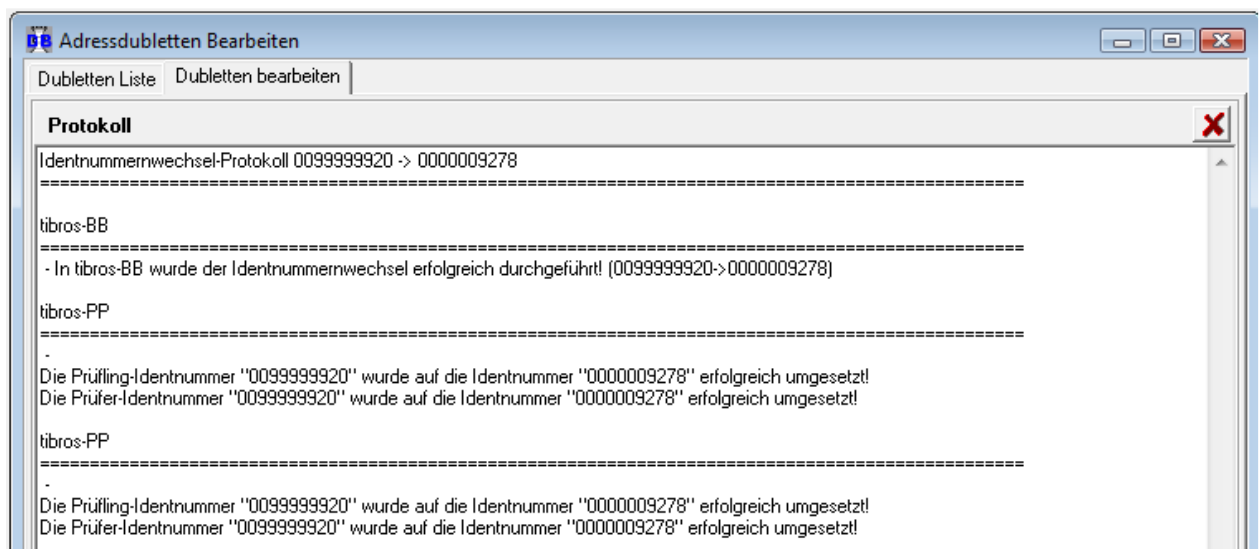 BB Adressdubletten Bearbeiten
Dubletten Liste Dubletten bearbeiten
Protokoll
Identnummernwechsel-Protokoll 0099999920 -> 0000009278
=============================================================================================
tibros-BB
=============================================================================================
- In tibros-BB wurde der Identnummernwechsel erfolgreich durchgeführt! (0099999920->0000009278)
tibros-PP
=============================================================================================
-
Die Prüfling-Identnummer "0099999920" wurde auf die Identnummer "0000009278" erfolgreich umgesetzt!
Die Prüfer-Identnummer "0099999920" wurde auf die Identnummer "0000009278" erfolgreich umgesetzt!
tibros-PP
=============================================================================================
-
Die Prüfling-Identnummer "0099999920" wurde auf die Identnummer "0000009278" erfolgreich umgesetzt!
Die Prüfer-Identnummer "0099999920" wurde auf die Identnummer "0000009278" erfolgreich umgesetzt!